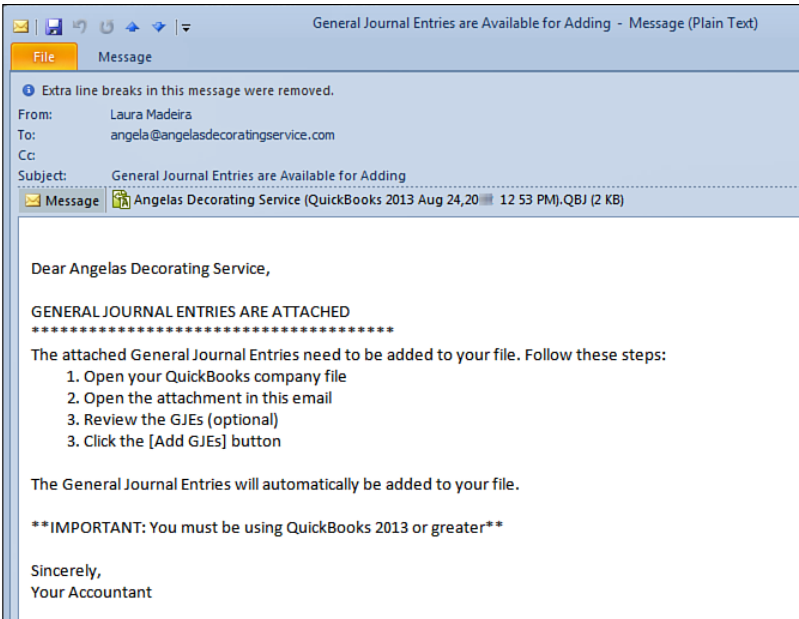 General Journal Entries are Available for Adding - Message (Plain Text)
File Message
Extra line breaks in this message were removed.
From: Laura Madeira
To: angela@angelasdecoratingservice.com
Cc:
Subject: General Journal Entries are Available for Adding
Message Angelas Decorating Service (QuickBooks 2013 Aug 24,20 12 53 PM).QBJ (2 KB)
Dear Angelas Decorating Service,
GENERAL JOURNAL ENTRIES ARE ATTACHED
**************************************
The attached General Journal Entries need to be added to your file. Follow these steps:
1. Open your QuickBooks company file
2. Open the attachment in this email
3. Review the GJEs (optional)
3. Click the [Add GJEs] button
The General Journal Entries will automatically be added to your file.
**IMPORTANT: You must be using QuickBooks 2013 or greater**
Sincerely,
Your Accountant